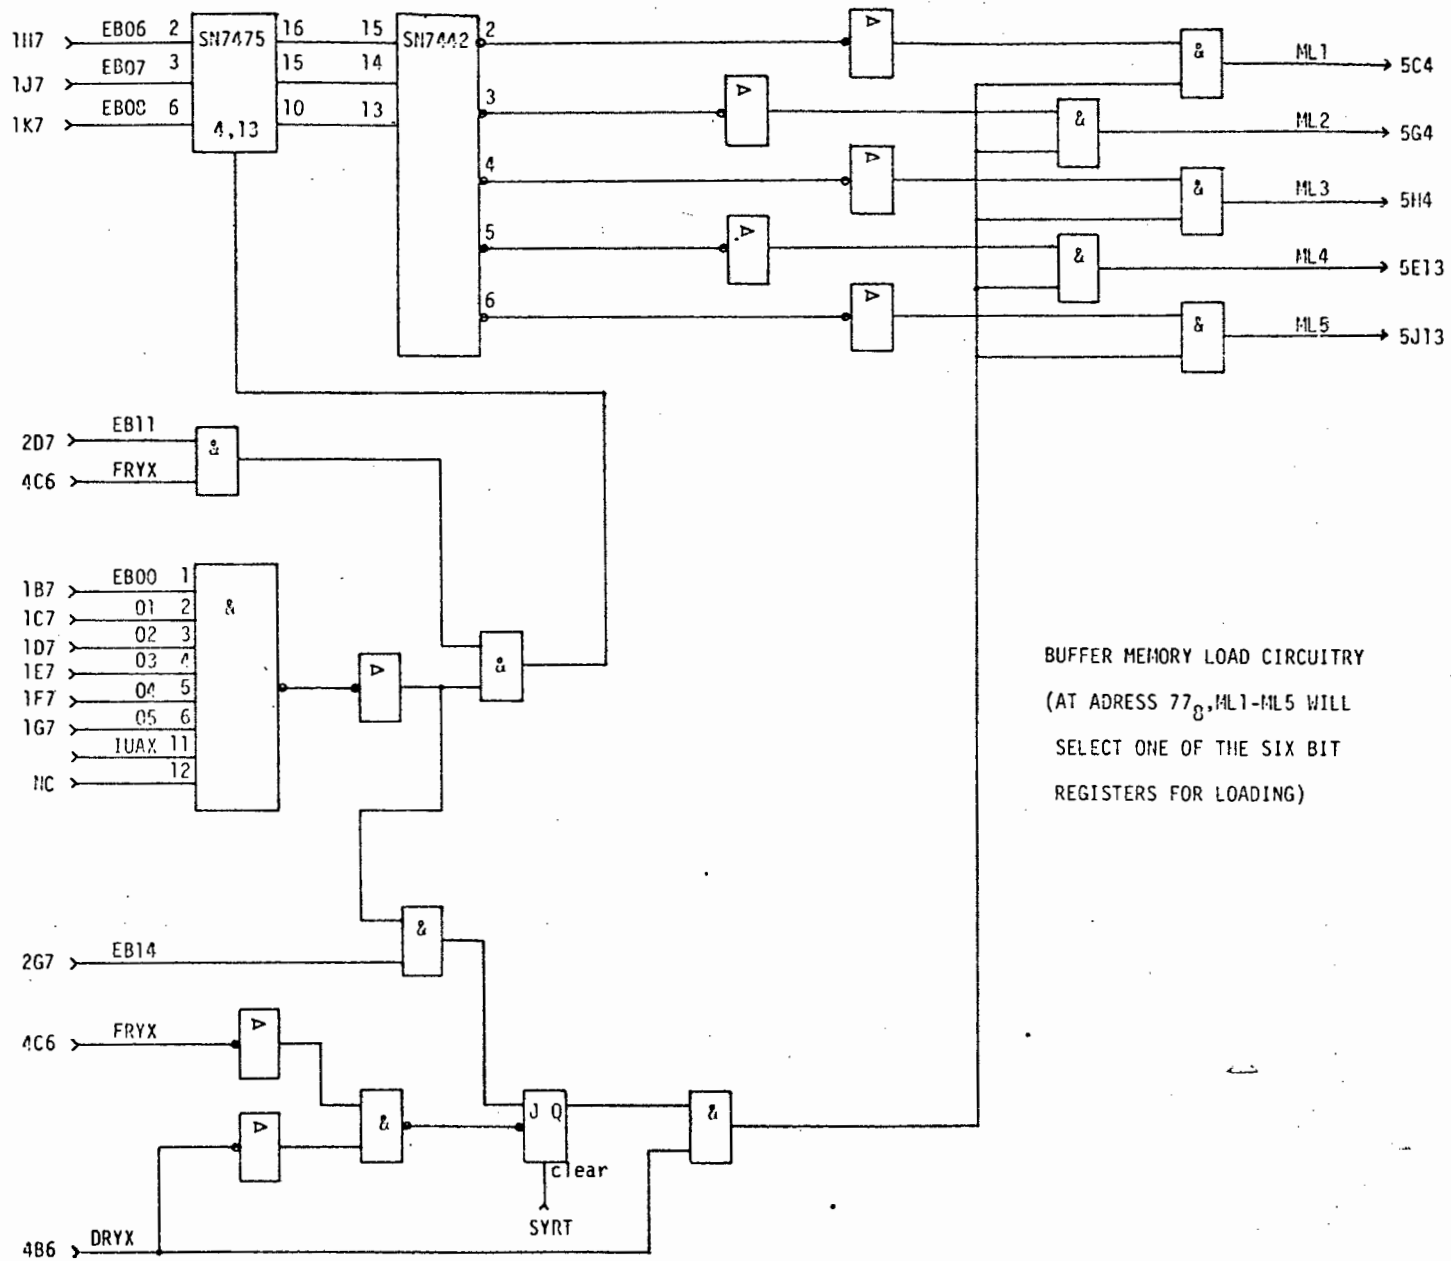 1H7 EB06 2 SN7475 16 15 SN7442 2 A & ML1 5C4
1J7 EB07 3 15 14
1K7 EB08 6 4,13 10 13 3 A & ML2 5G4
4 A & ML3 5H4
5 A & ML4 5E13
6 A & ML5 5J13
2D7 EB11 &
4C6 FRYX
1B7 EB00 1 &
1C7 01 2
1D7 02 3
1E7 03 4
1F7 04 5
1G7 05 6
IUAX 11
NC 12
A &
BUFFER MEMORY LOAD CIRCUITRY
(AT ADRESS 77₈,ML1-ML5 WILL
SELECT ONE OF THE SIX BIT
REGISTERS FOR LOADING)
&
2G7 EB14
4C6 FRYX A
A & J Q &
clear
SYRT
4B6 DRYX